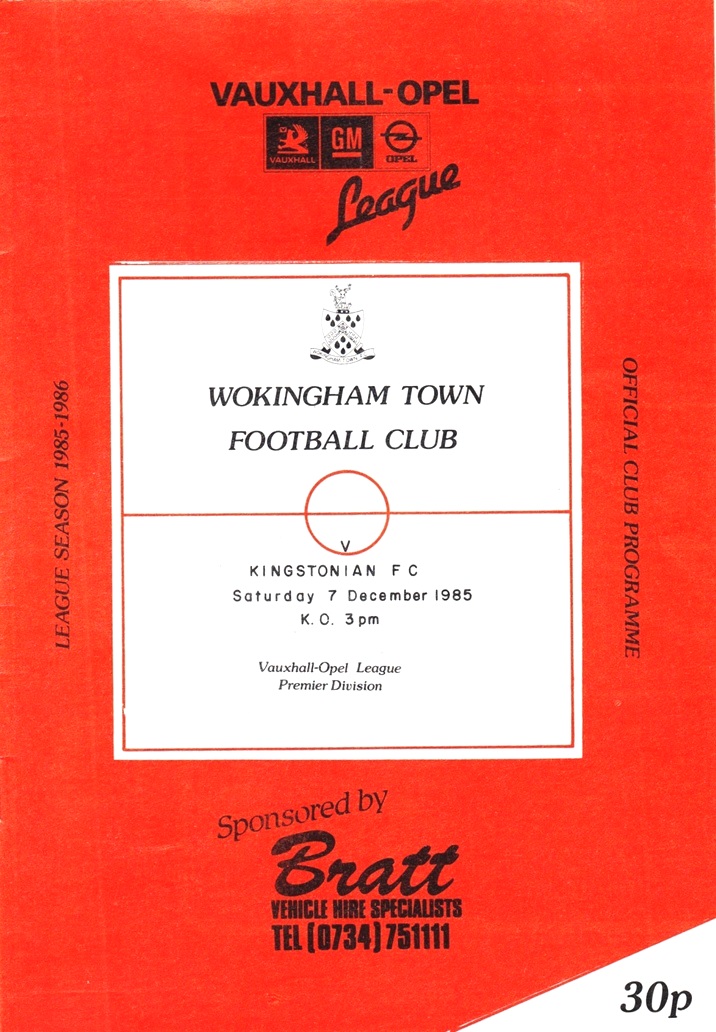 VAUXHALL-OPEL
VAUXHALL
GM
OPEL
League
WOKINGHAM TOWN
WOKINGHAM TOWN
FOOTBALL CLUB
V
KINGSTONIAN FC
Saturday 7 December 1985
K.O. 3pm
Vauxhall-Opel League
Premier Division
LEAGUE SEASON 1985-1986
OFFICIAL CLUB PROGRAMME
Sponsored by
Bratt
VEHICLE HIRE SPECIALISTS
TEL (0734) 751111
30p